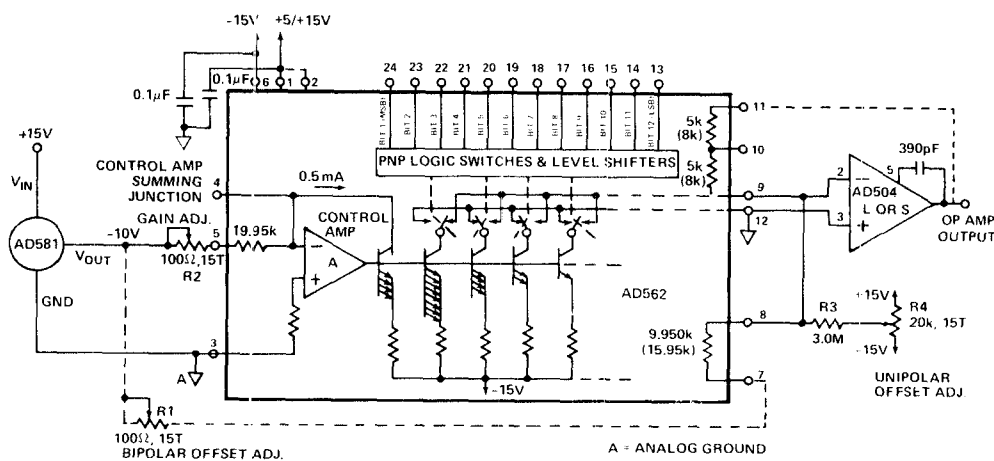 -15V
+5/+15V
0.1μF
0.1μF
6
1
2
24
23
22
21
20
19
18
17
16
15
14
13
BIT 1 (MSB)
BIT 2
BIT 3
BIT 4
BIT 5
BIT 6
BIT 7
BIT 8
BIT 9
BIT 10
BIT 11
BIT 12 (LSB)
PNP LOGIC SWITCHES & LEVEL SHIFTERS
5k
(8k)
5k
(8k)
11
10
9
12
390pF
2
5
AD504
L OR S
3
OP AMP
OUTPUT
+15V
VIN
CONTROL AMP
SUMMING
JUNCTION
4
0.5mA
CONTROL
AMP
A
GAIN ADJ.
5
19.95k
AD581
-10V
VOUT
100Ω, 15T
R2
GND
3
A
AD562
-15V
9.950k
(15.95k)
8
7
R3
3.0M
+15V
R4
20k, 15T
-15V
UNIPOLAR
OFFSET ADJ.
R1
100Ω, 15T
BIPOLAR OFFSET ADJ.
A = ANALOG GROUND